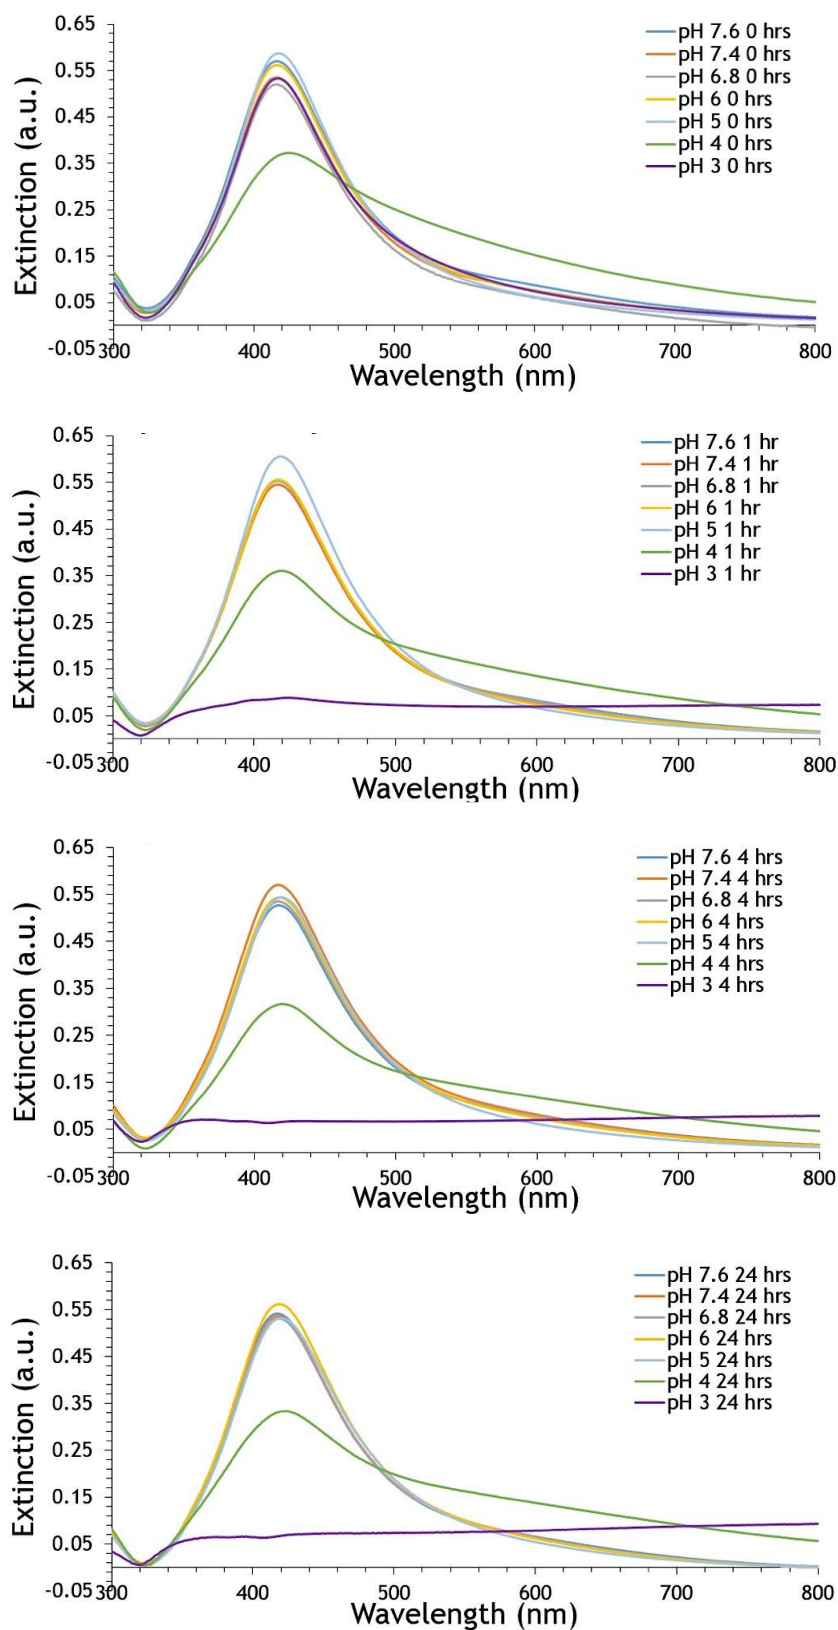 0.65
0.55
0.45
0.35
0.25
0.15
0.05
-0.05
Extinction (a.u.)
300
400
500
600
700
800
Wavelength (nm)
pH 7.6 0 hrs
pH 7.4 0 hrs
pH 6.8 0 hrs
pH 6 0 hrs
pH 5 0 hrs
pH 4 0 hrs
pH 3 0 hrs
0.65
0.55
0.45
0.35
0.25
0.15
0.05
-0.05
Extinction (a.u.)
300
400
500
600
700
800
Wavelength (nm)
pH 7.6 1 hr
pH 7.4 1 hr
pH 6.8 1 hr
pH 6 1 hr
pH 5 1 hr
pH 4 1 hr
pH 3 1 hr
0.65
0.55
0.45
0.35
0.25
0.15
0.05
-0.05
Extinction (a.u.)
300
400
500
600
700
800
Wavelength (nm)
pH 7.6 4 hrs
pH 7.4 4 hrs
pH 6.8 4 hrs
pH 6 4 hrs
pH 5 4 hrs
pH 4 4 hrs
pH 3 4 hrs
0.65
0.55
0.45
0.35
0.25
0.15
0.05
-0.05
Extinction (a.u.)
300
400
500
600
700
800
Wavelength (nm)
pH 7.6 24 hrs
pH 7.4 24 hrs
pH 6.8 24 hrs
pH 6 24 hrs
pH 5 24 hrs
pH 4 24 hrs
pH 3 24 hrs